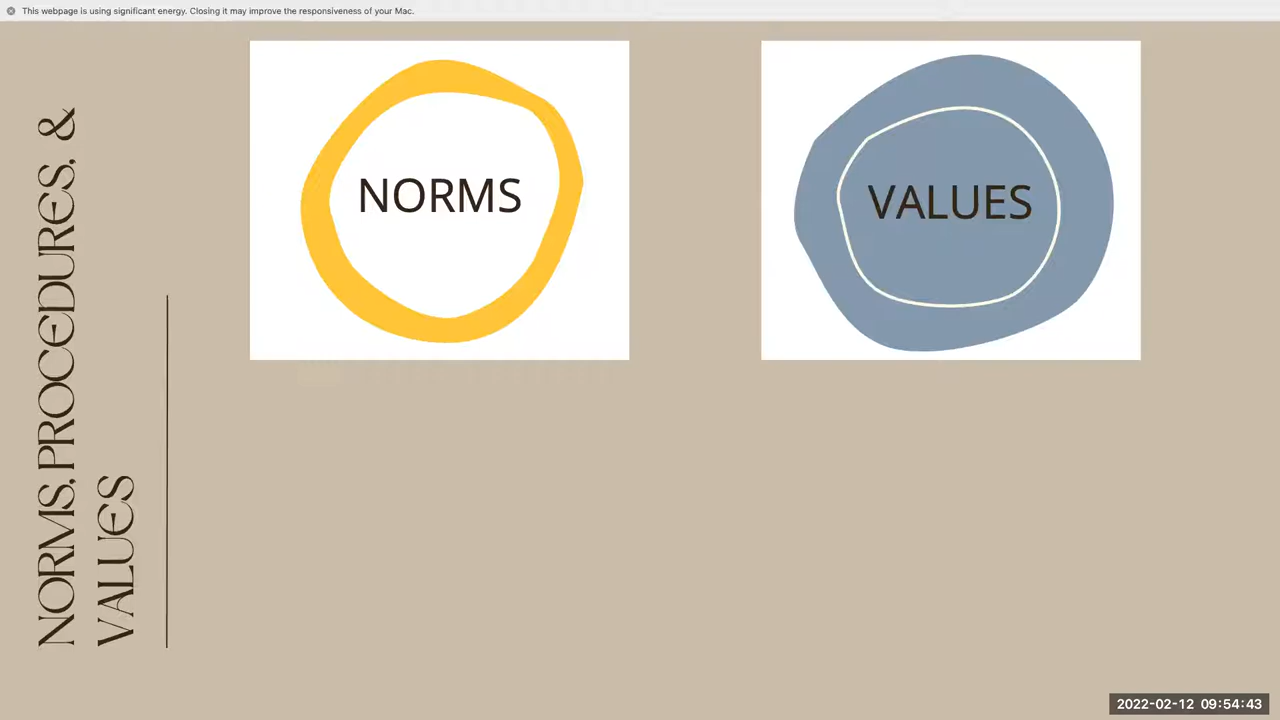 This webpage is using significant energy. Closing it may improve the responsiveness of your Mac.
NORMS, PROCEDURES, &
VALUES
NORMS
VALUES
2022-02-12 09:54:43